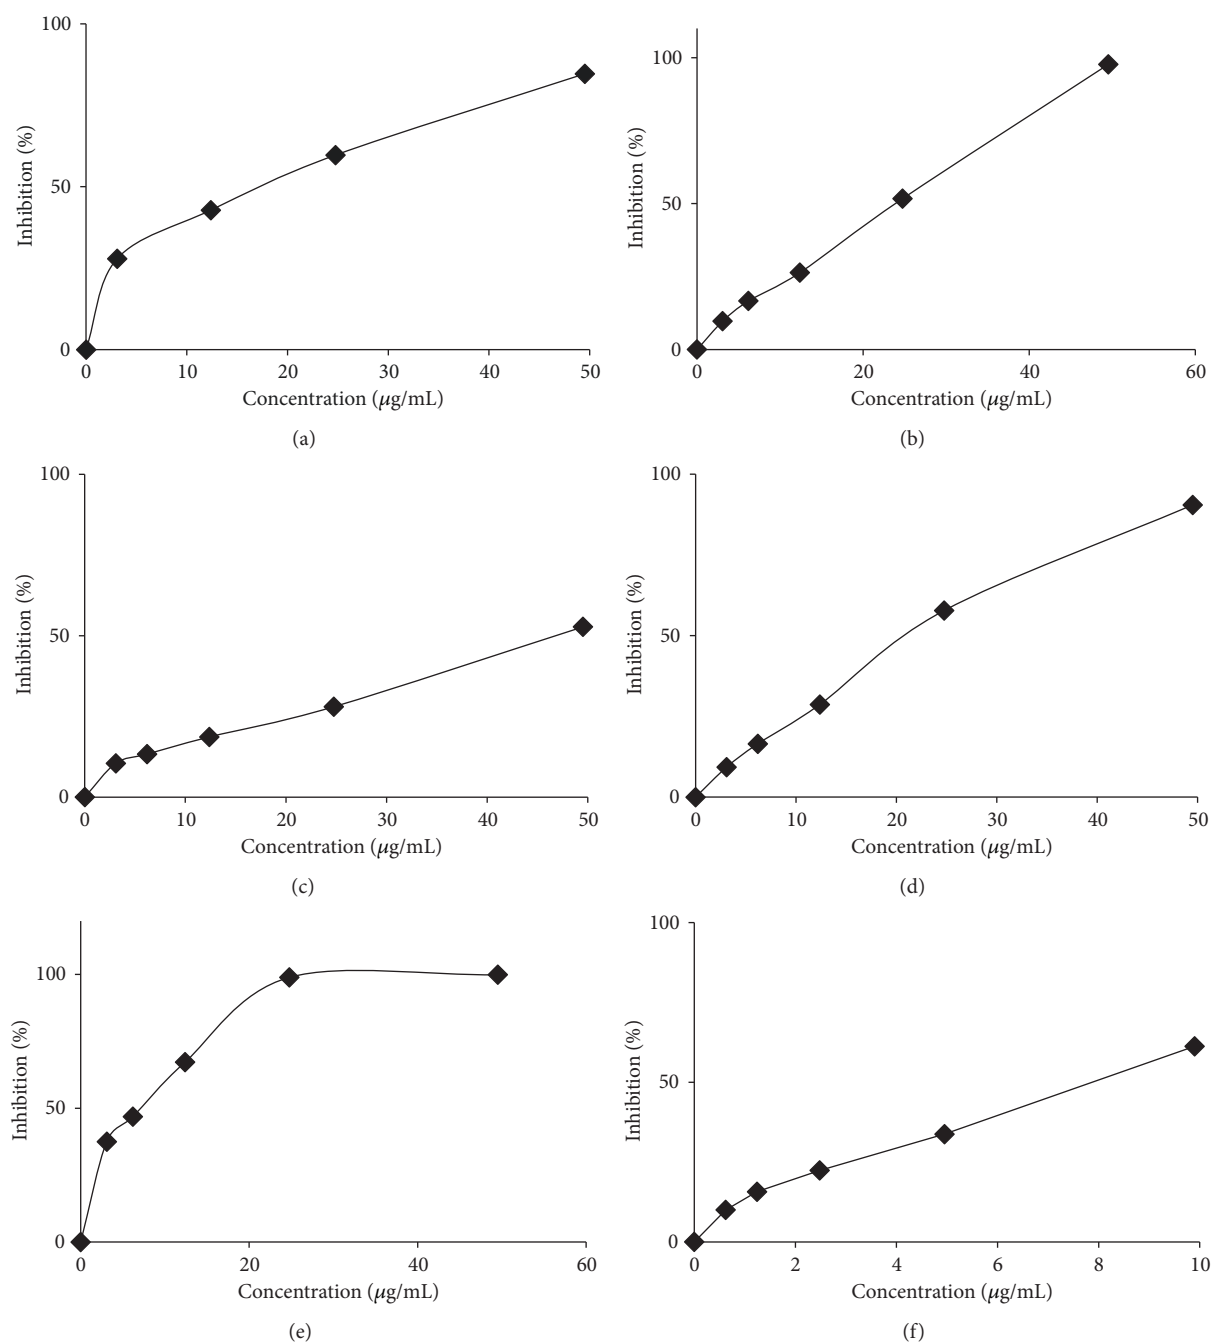 100
50
0
Inhibition (%)
0 10 20 30 40 50
Concentration (μg/mL)
(a)
100
50
0
Inhibition (%)
0 20 40 60
Concentration (μg/mL)
(b)
100
50
0
Inhibition (%)
0 10 20 30 40 50
Concentration (μg/mL)
(c)
100
50
0
Inhibition (%)
0 10 20 30 40 50
Concentration (μg/mL)
(d)
100
50
0
Inhibition (%)
0 20 40 60
Concentration (μg/mL)
(e)
100
50
0
Inhibition (%)
0 2 4 6 8 10
Concentration (μg/mL)
(f)